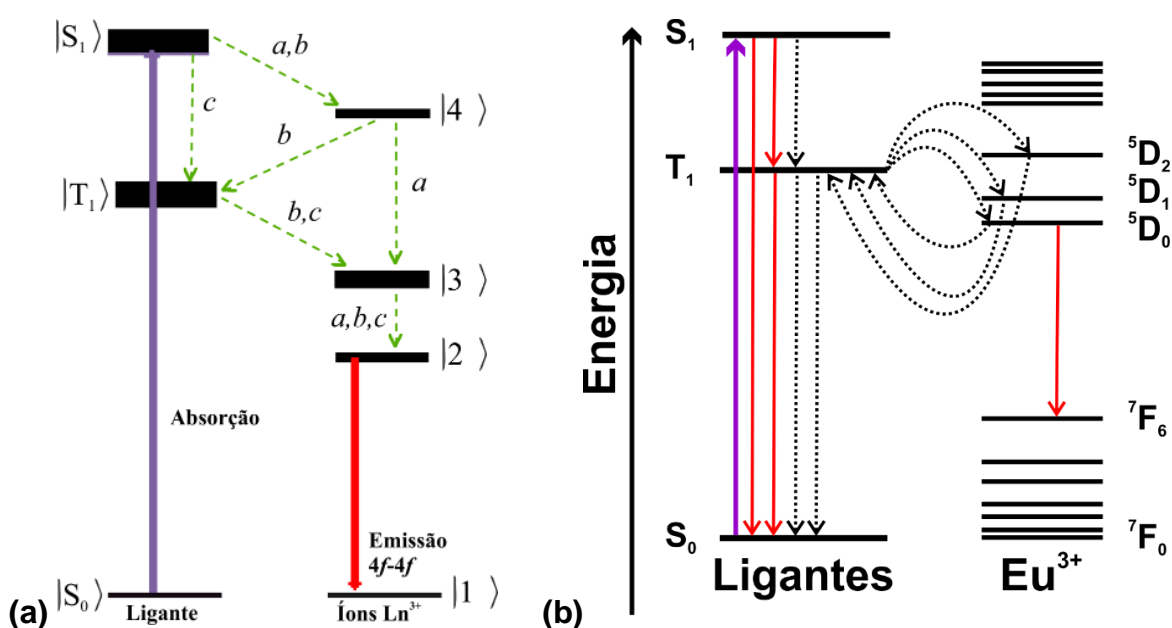 |S₁⟩
a,b
c
|4 ⟩
b
a
|T₁⟩
b,c
|3 ⟩
a,b,c
|2 ⟩
Absorção
Emissão
4f-4f
|S₀⟩
|1 ⟩
Ligante
Íons Ln³⁺
(a)
Energia
S₁
T₁
S₀
Ligantes
⁵D₂
⁵D₁
⁵D₀
⁷F₆
⁷F₀
Eu³⁺
(b)